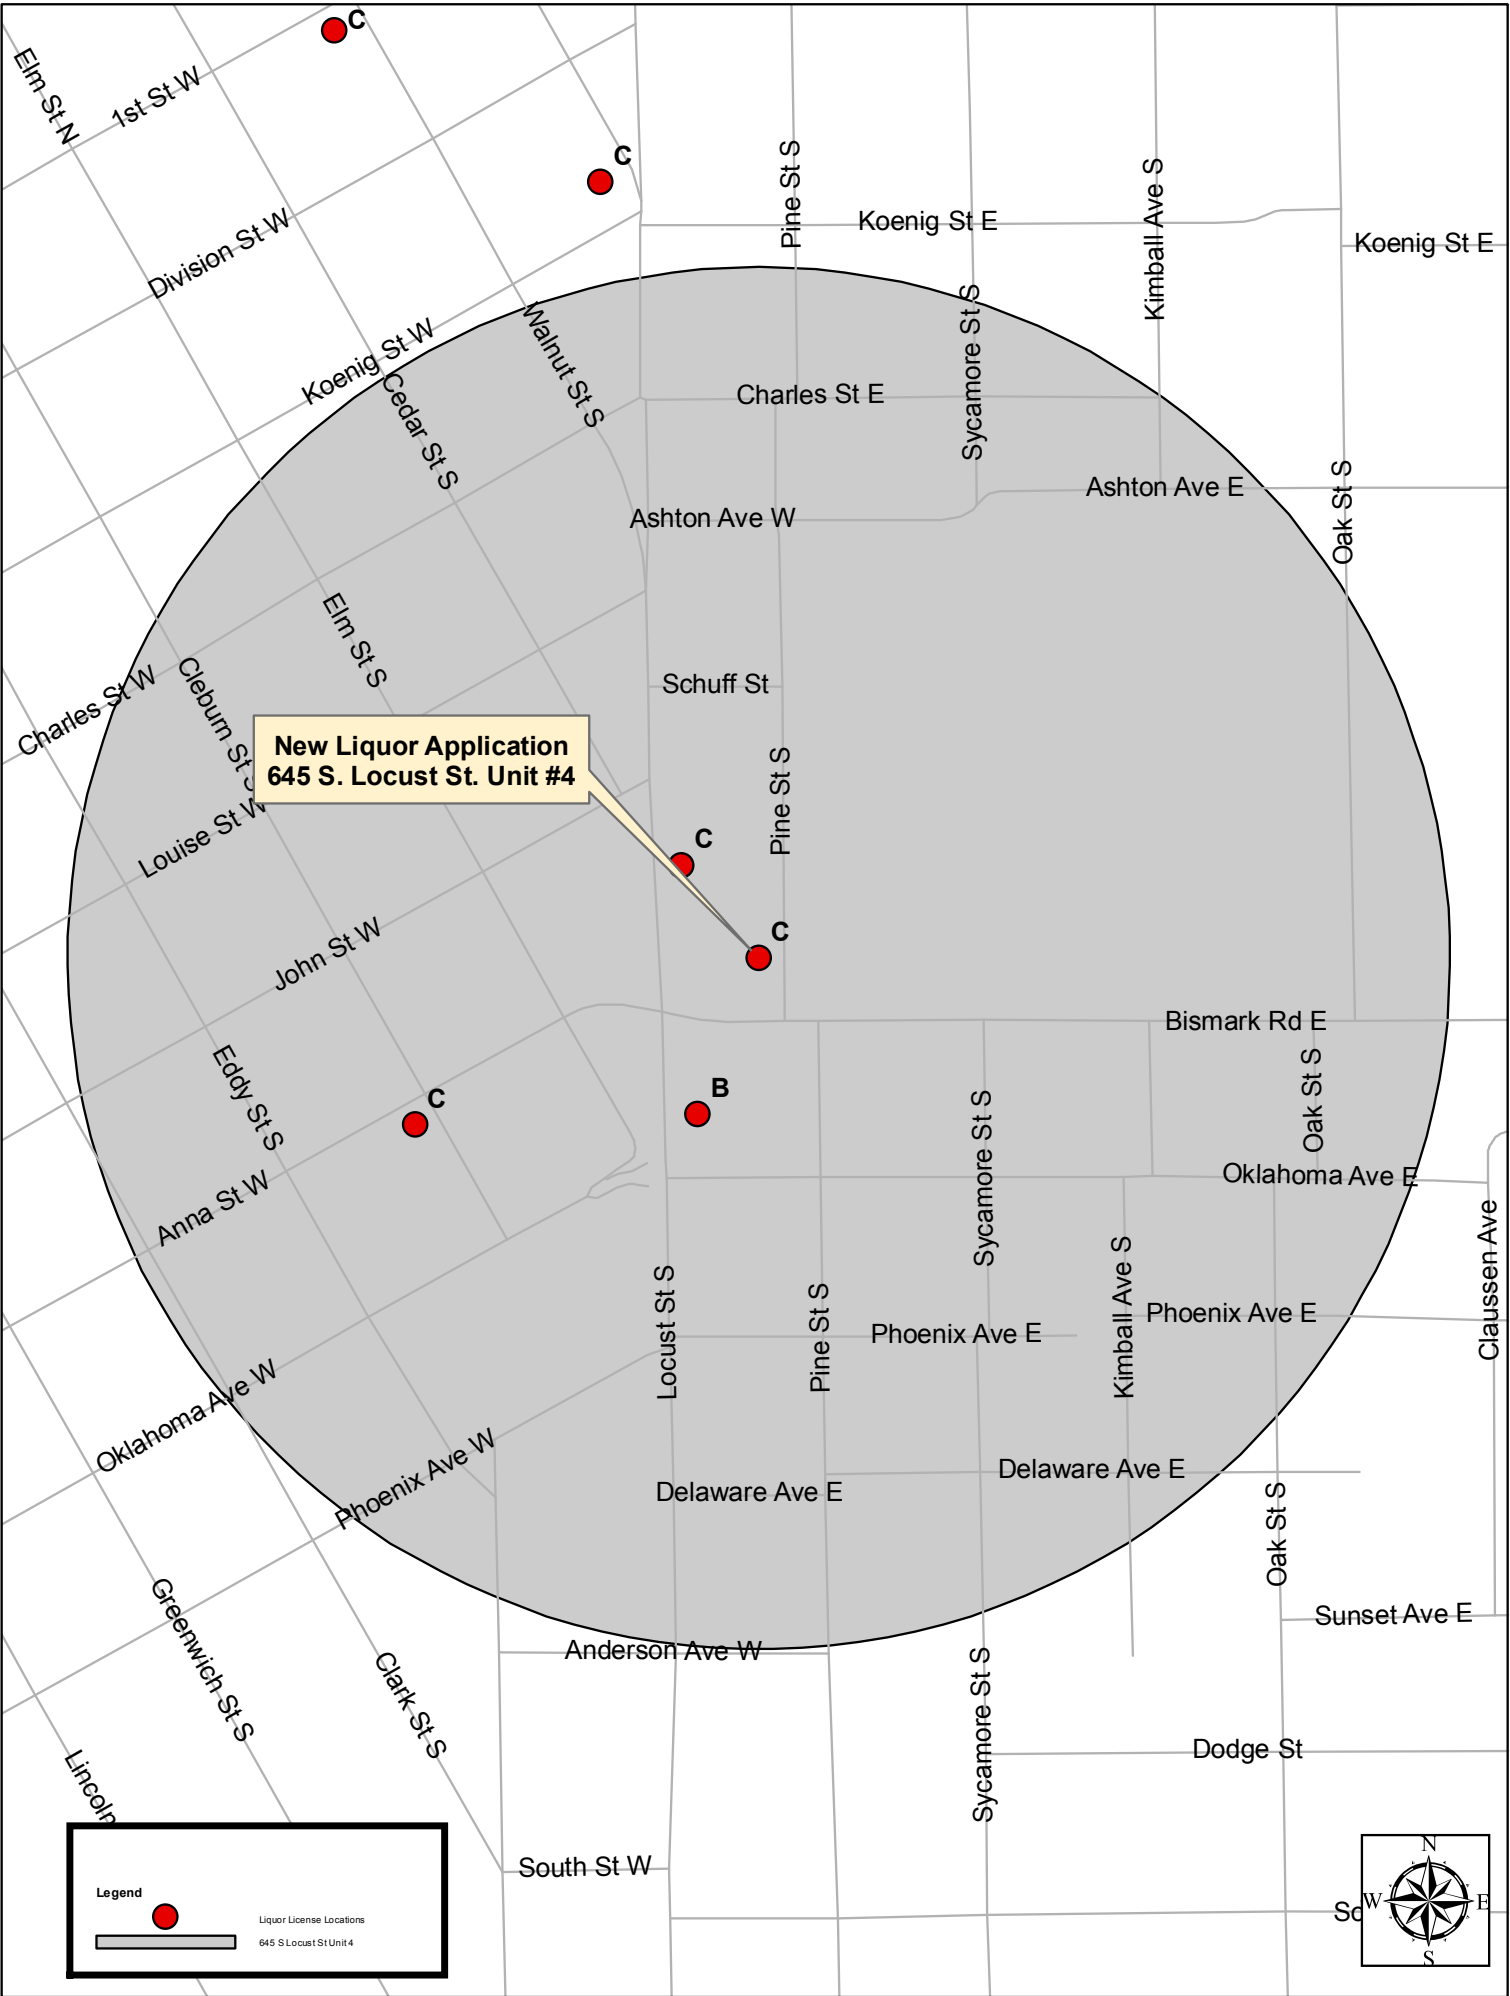 C
Elm St N
1st St W
C
Pine St S
Kimball Ave S
Koenig St E
Koenig St E
Division St W
Koenig St W
Walnut St S
Sycamore St S
Cedar St S
Charles St E
Ashton Ave E
Oak St S
Ashton Ave W
Elm St S
Cleburn St S
Charles St W
Schuff St
New Liquor Application
645 S. Locust St. Unit #4
Pine St S
Louise St W
C
John St W
C
Bismark Rd E
Eddy St S
C
B
Oak St S
Sycamore St S
Anna St W
Oklahoma Ave E
Claussen Ave
Locust St S
Pine St S
Kimball Ave S
Phoenix Ave E
Phoenix Ave E
Oklahoma Ave W
Phoenix Ave W
Delaware Ave E
Delaware Ave E
Oak St S
Greenwich St S
Sunset Ave E
Anderson Ave W
Clark St S
Sycamore St S
Dodge St
Lincoln
South St W
Legend
Liquor License Locations
645 S Locust St Unit 4
N
W
E
S